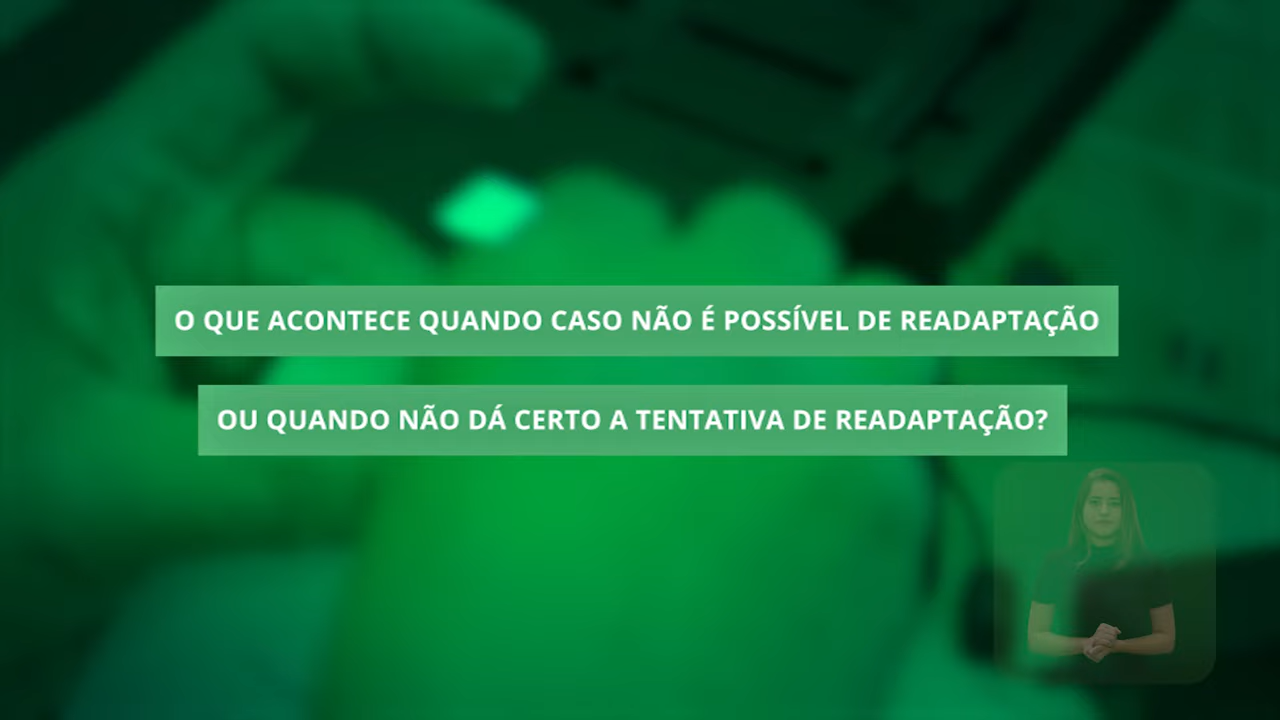 O QUE ACONTECE QUANDO CASO NÃO É POSSÍVEL DE READAPTAÇÃO
OU QUANDO NÃO DÁ CERTO A TENTATIVA DE READAPTAÇÃO?